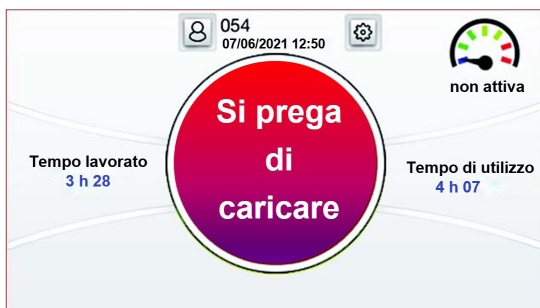 054
07/06/2021 12:50
non attiva
Si prega
di
caricare
Tempo lavorato
3 h 28
Tempo di utilizzo
4 h 07